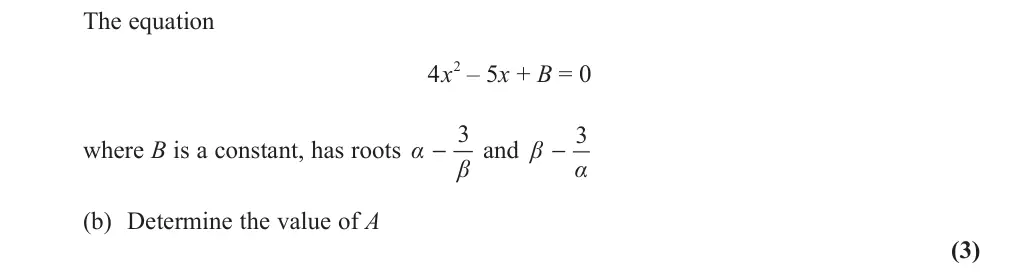 The equation
4x² – 5x + B = 0
where B is a constant, has roots α − 3/β and β − 3/α
(b) Determine the value of A
(3)